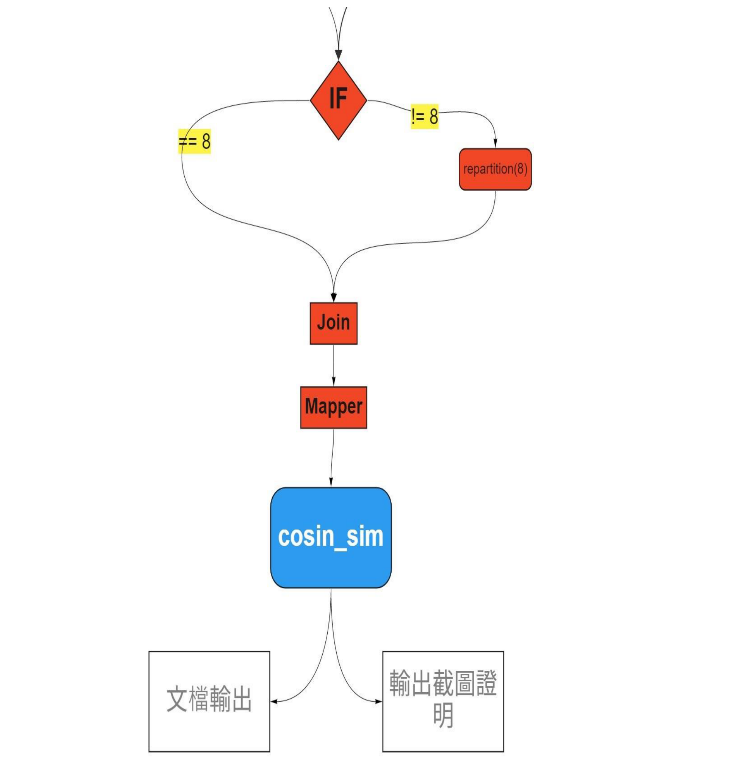 IF
== 8
!= 8
repartition(8)
Join
Mapper
cosin_sim
文檔輸出
輸出截圖證
明